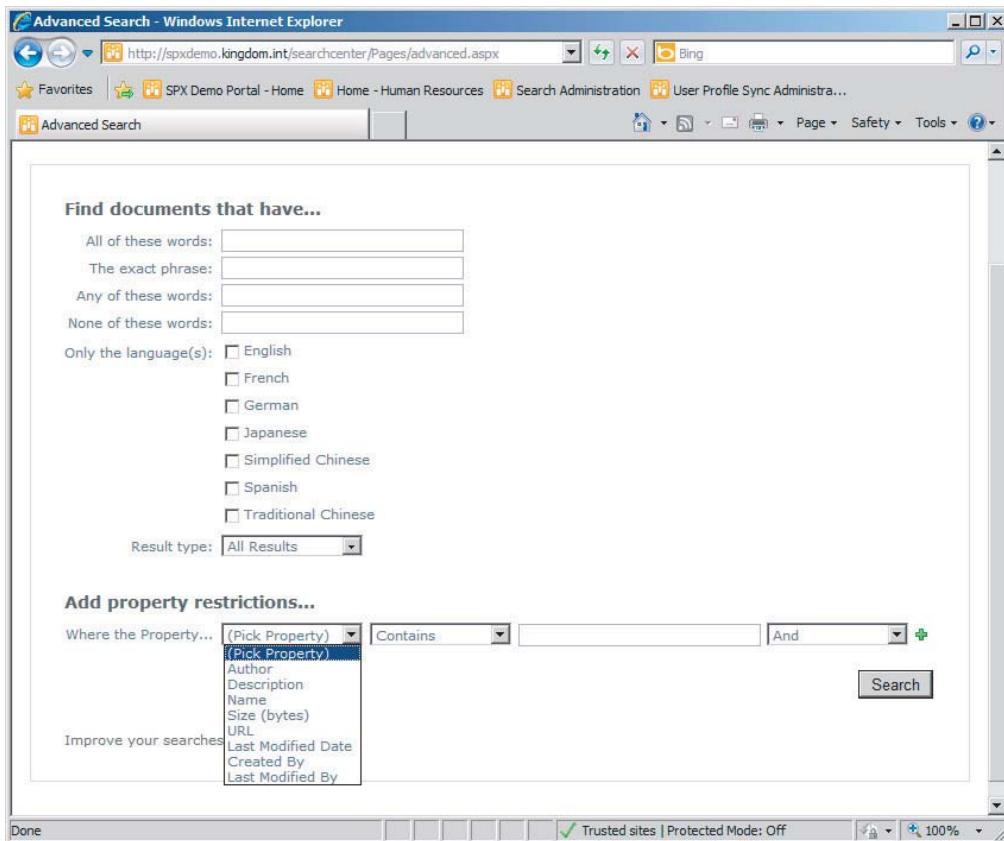 Advanced Search - Windows Internet Explorer
http://spxdemo.kingdom.int/searchcenter/Pages/advanced.aspx
Bing
Favorites
SPX Demo Portal - Home
Home - Human Resources
Search Administration
User Profile Sync Administra...
Advanced Search
Page
Safety
Tools
Find documents that have...
All of these words:
The exact phrase:
Any of these words:
None of these words:
Only the language(s):
English
French
German
Japanese
Simplified Chinese
Spanish
Traditional Chinese
Result type: All Results
Add property restrictions...
Where the Property... (Pick Property) Contains And
(Pick Property)
Author
Description
Name
Size (bytes)
URL
Last Modified Date
Created By
Last Modified By
Search
Improve your searches
Done
Trusted sites | Protected Mode: Off
100%